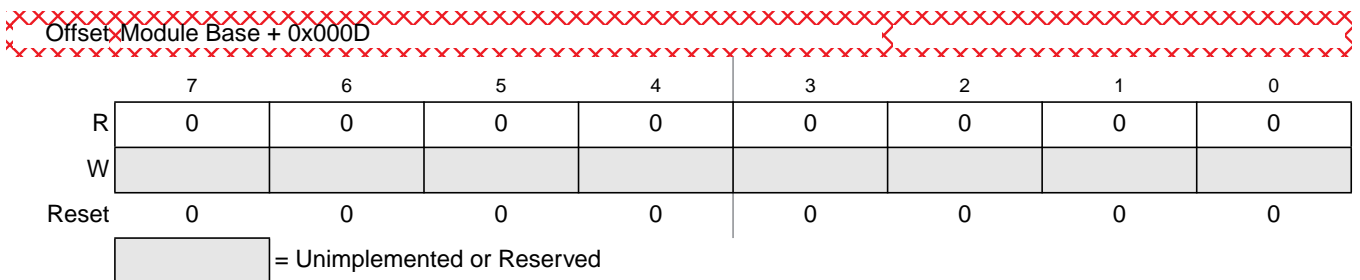 Offset Module Base + 0x000D
7 6 5 4 3 2 1 0
R 0 0 0 0 0 0 0 0
W
Reset 0 0 0 0 0 0 0 0
= Unimplemented or Reserved